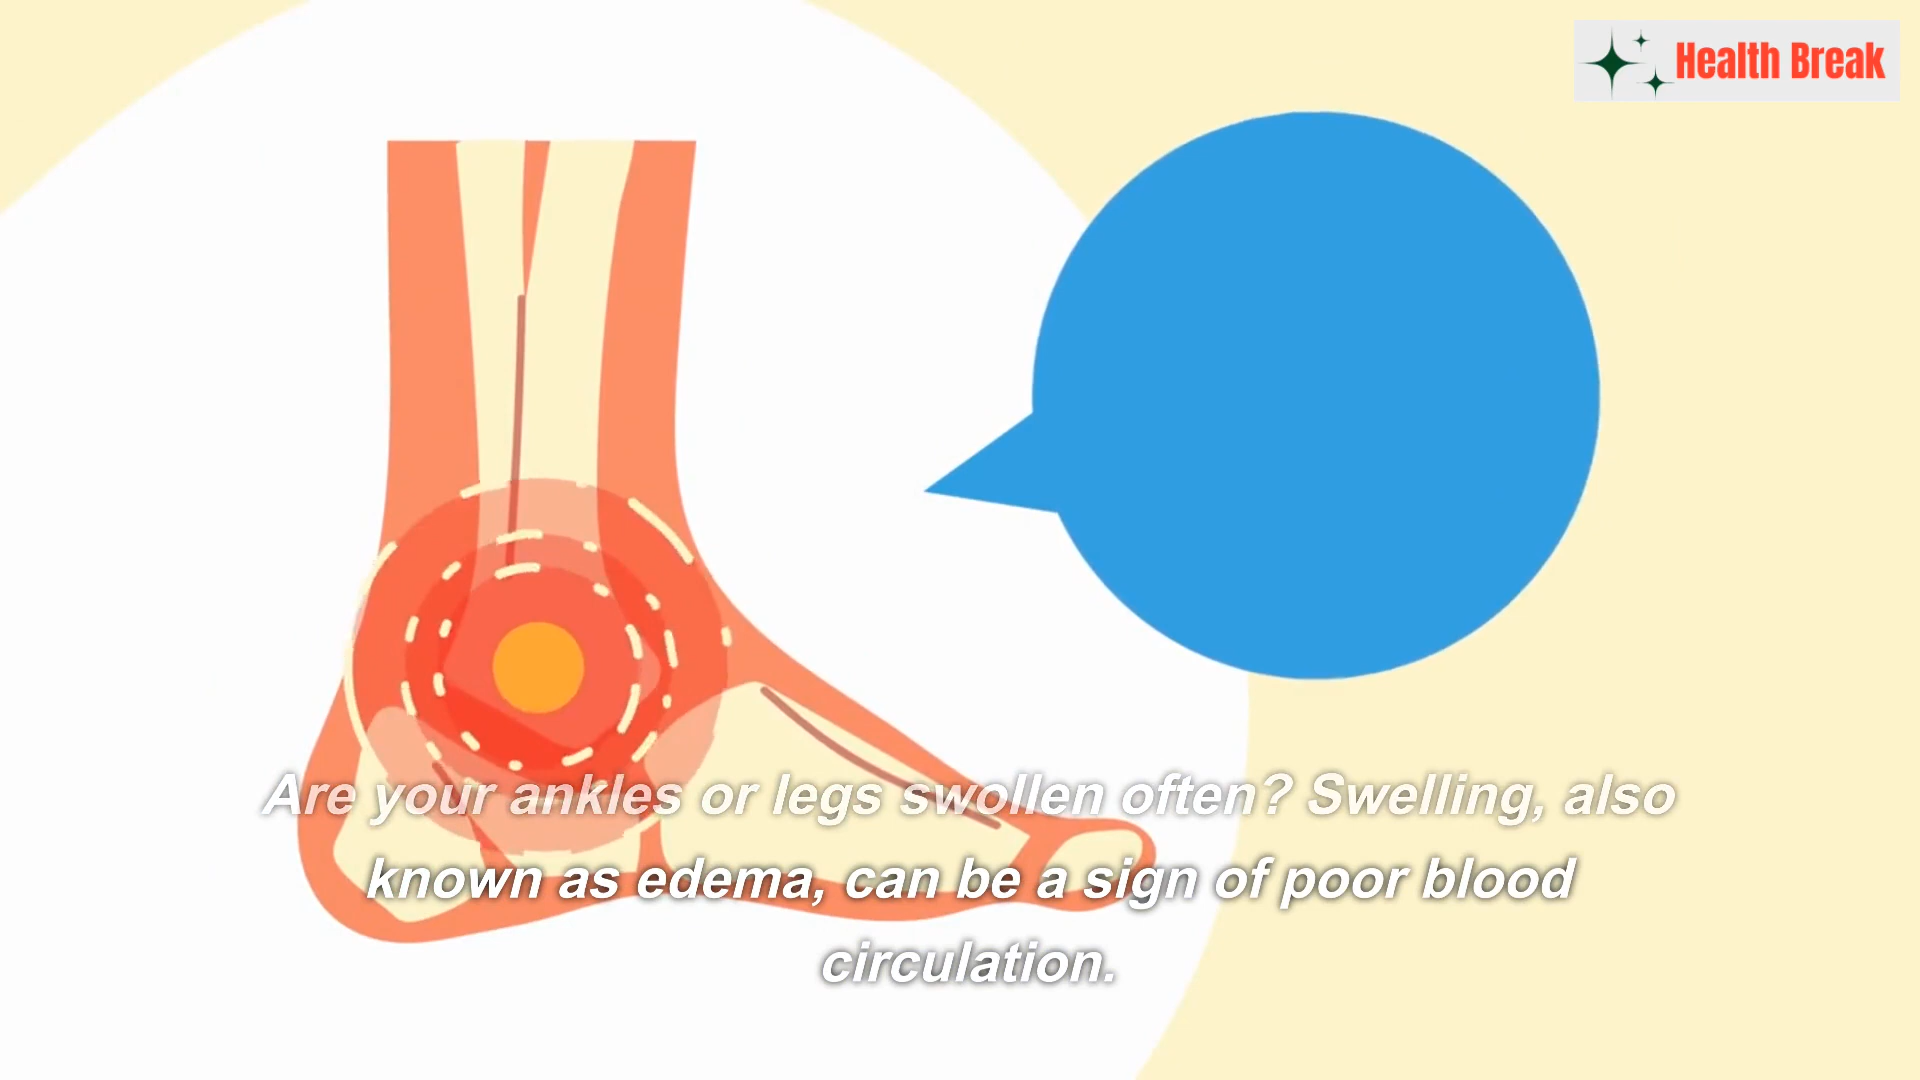 Health Break
Are your ankles or legs swollen often? Swelling, also
known as edema, can be a sign of poor blood
circulation.